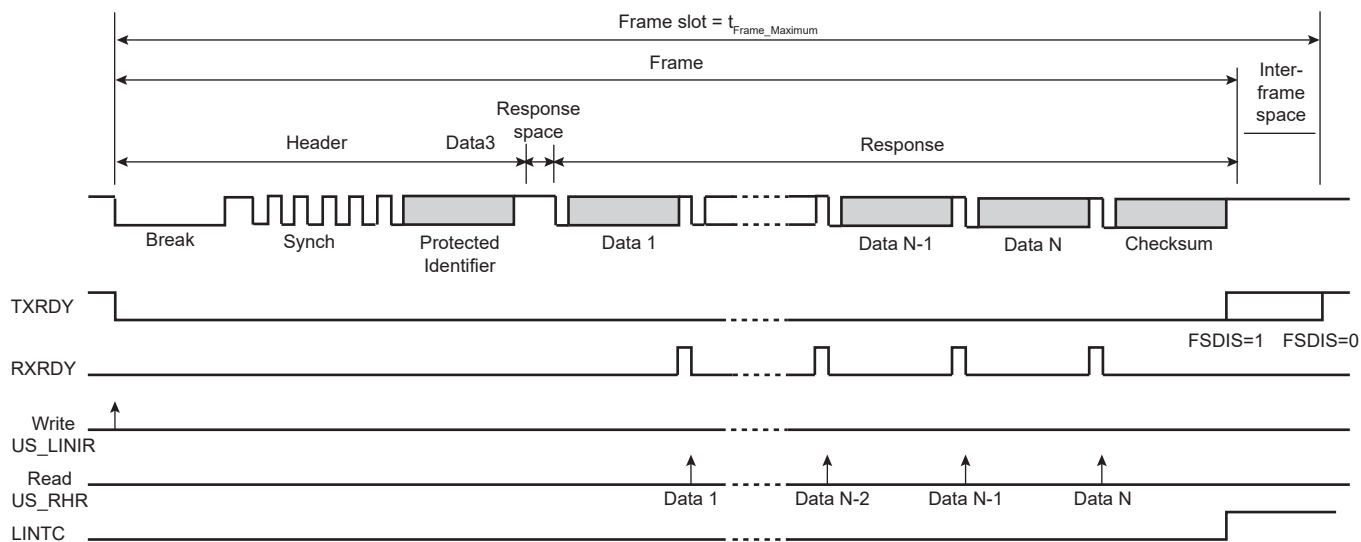 Frame slot = tFrame_Maximum
Frame
Inter-
frame
space
Response
space
Header
Data3
Response
Break
Synch
Protected
Identifier
Data 1
Data N-1
Data N
Checksum
TXRDY
FSDIS=1
FSDIS=0
RXRDY
Write
US_LINIR
Read
US_RHR
Data 1
Data N-2
Data N-1
Data N
LINTC